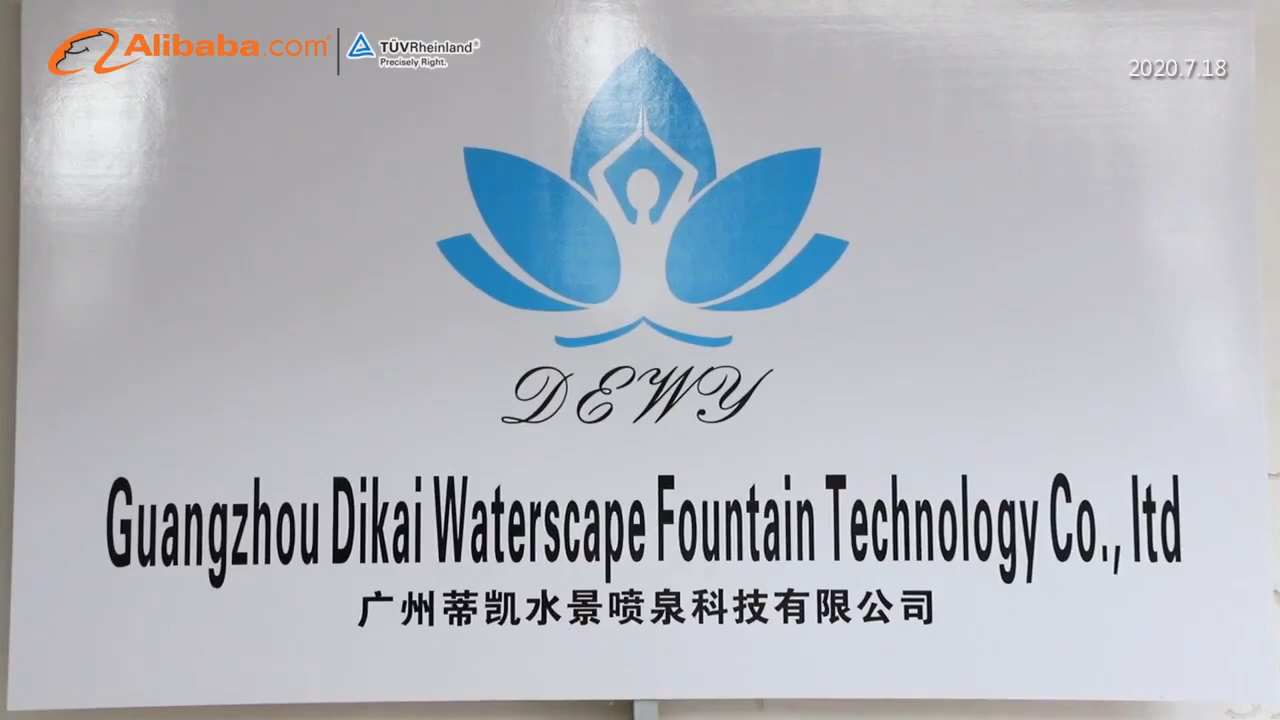 Alibaba.com
TÜVRheinland®
Precisely Right.
2020.7.18
DEWY
Guangzhou Dikai Waterscape Fountain Technology Co., ltd
广州蒂凯水景喷泉科技有限公司